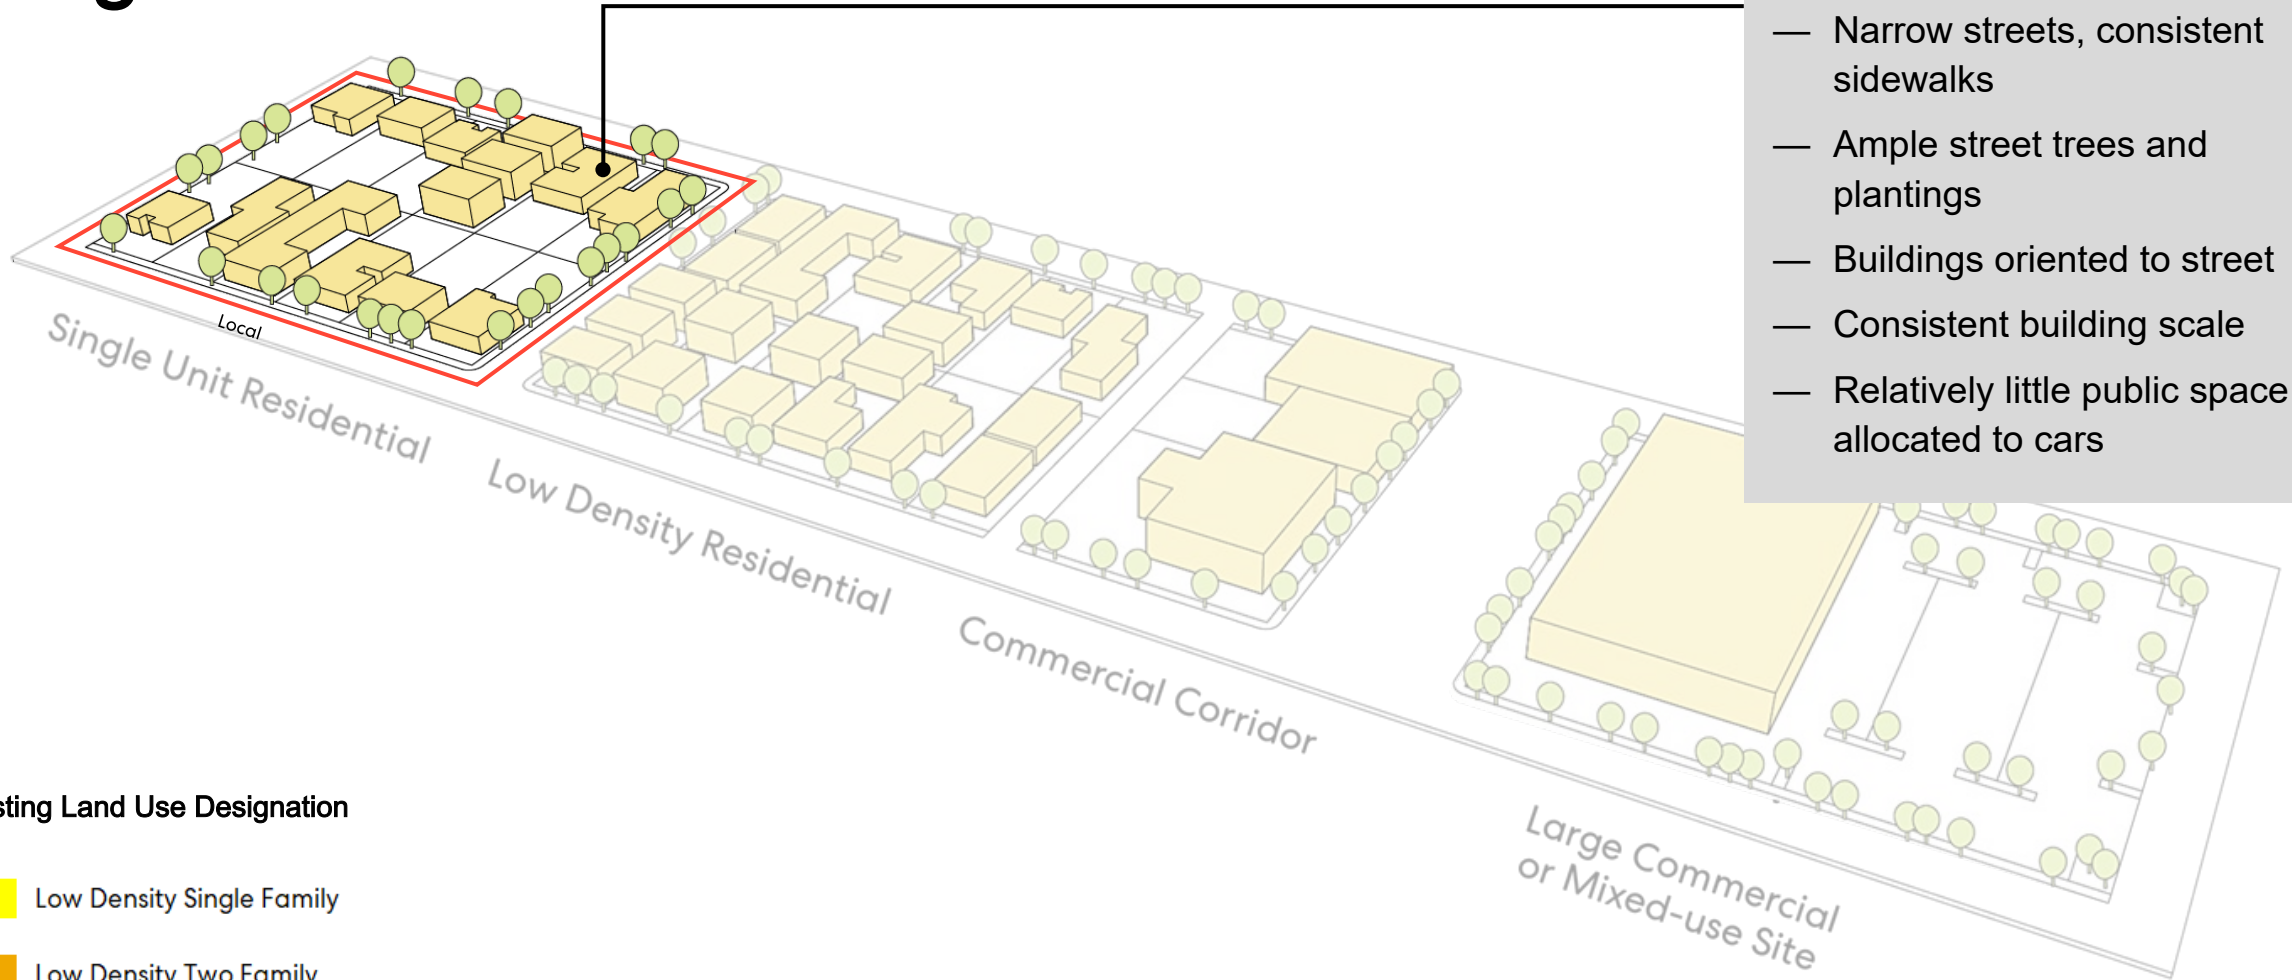 — Narrow streets, consistent
sidewalks
— Ample street trees and
plantings
— Buildings oriented to street
— Consistent building scale
— Relatively little public space
allocated to cars
Local
Single Unit Residential
Low Density Residential
Commercial Corridor
Large Commercial
or Mixed-use Site
Land Use Designation
Low Density Single Family
Low Density Two Family